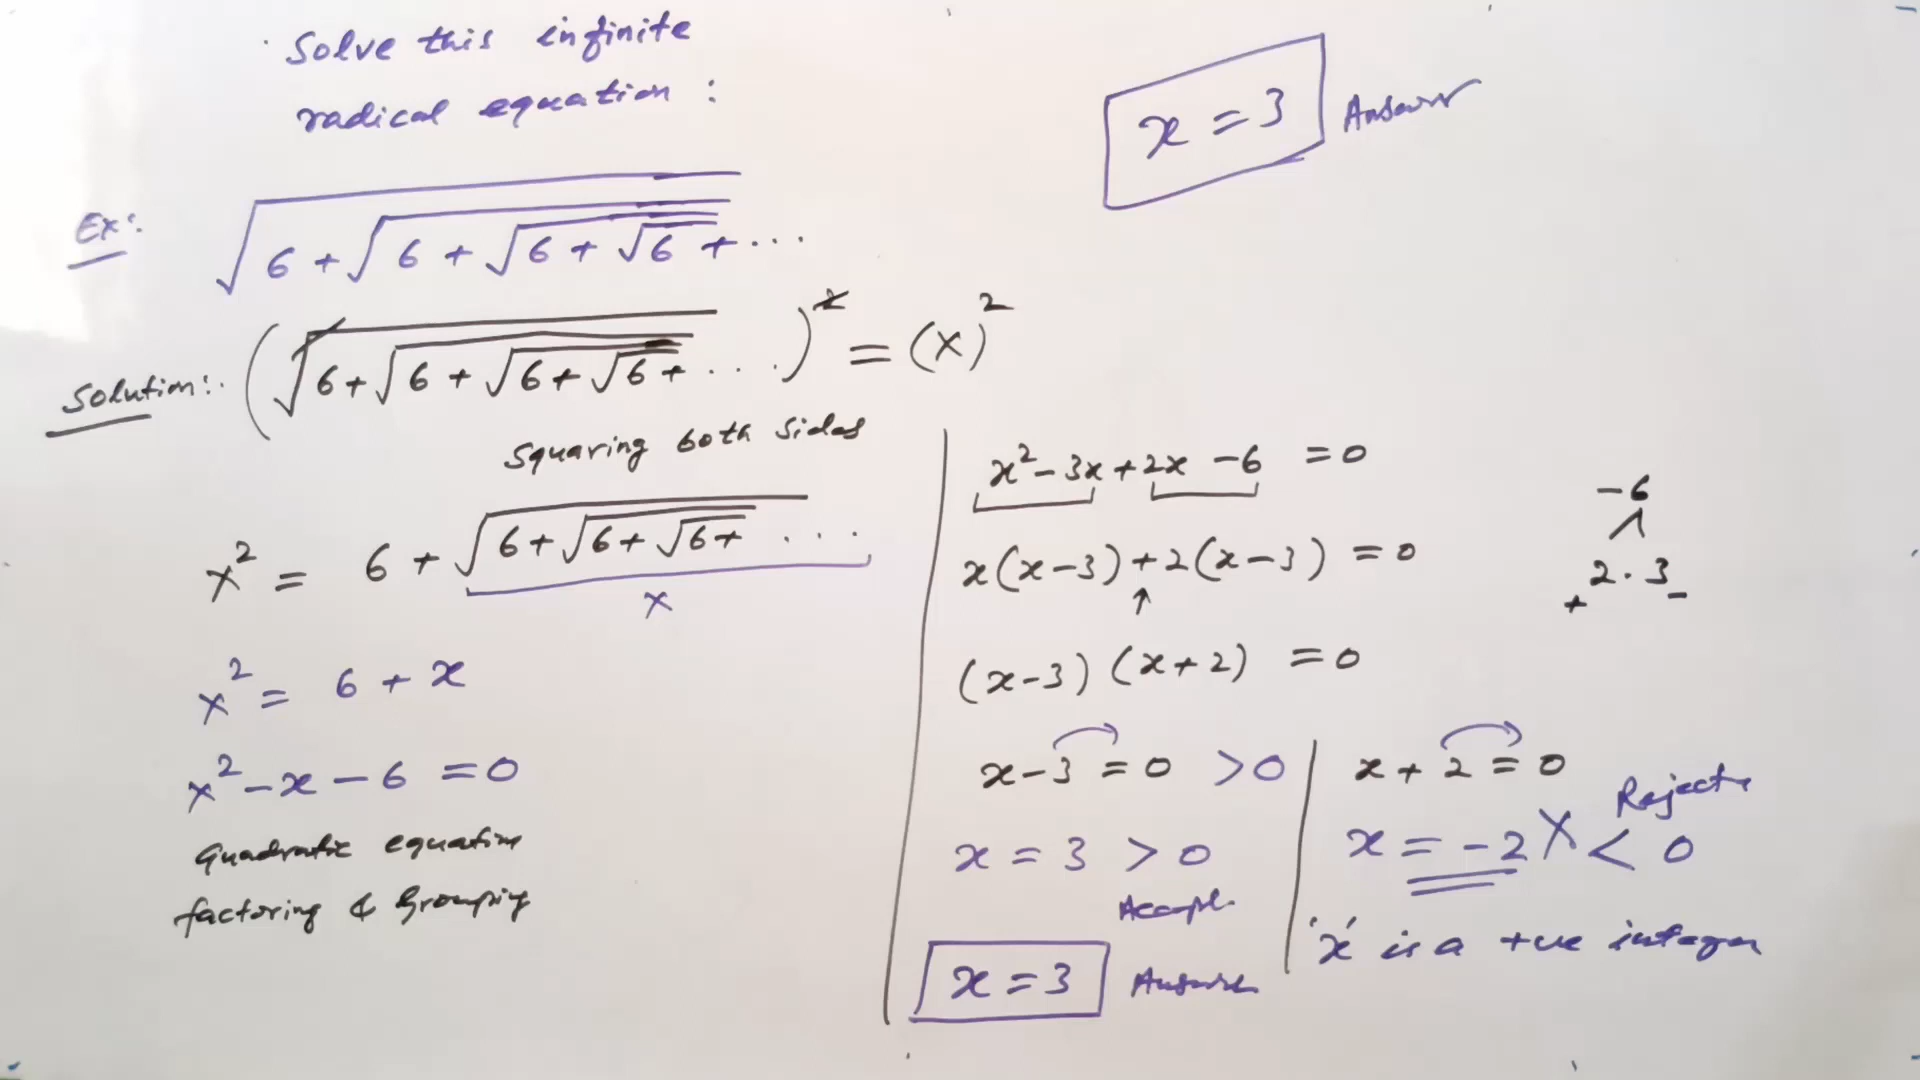 Solve this infinite
radical equation :
Ex:
√(6 + √(6 + √(6 + √6 + ...
x = 3 Answer
Solution:. (√(6 + √(6 + √(6 + √6 + ....)² = (x)²
Squaring both sides
x² = 6 + √(6 + √(6 + √6+ ...
x
x² = 6 + x
x² - x - 6 = 0
Quadratic equation
factoring & Grouping
x² - 3x + 2x - 6 = 0
x(x-3) + 2(x-3) = 0
↑
(x-3) (x+2) = 0
x - 3 = 0 > 0
x = 3 > 0
Accept.
x = 3 Answer
-6
2 . 3
+ -
x + 2 = 0
Reject
x = -2 X < 0
'x' is a +ve integer